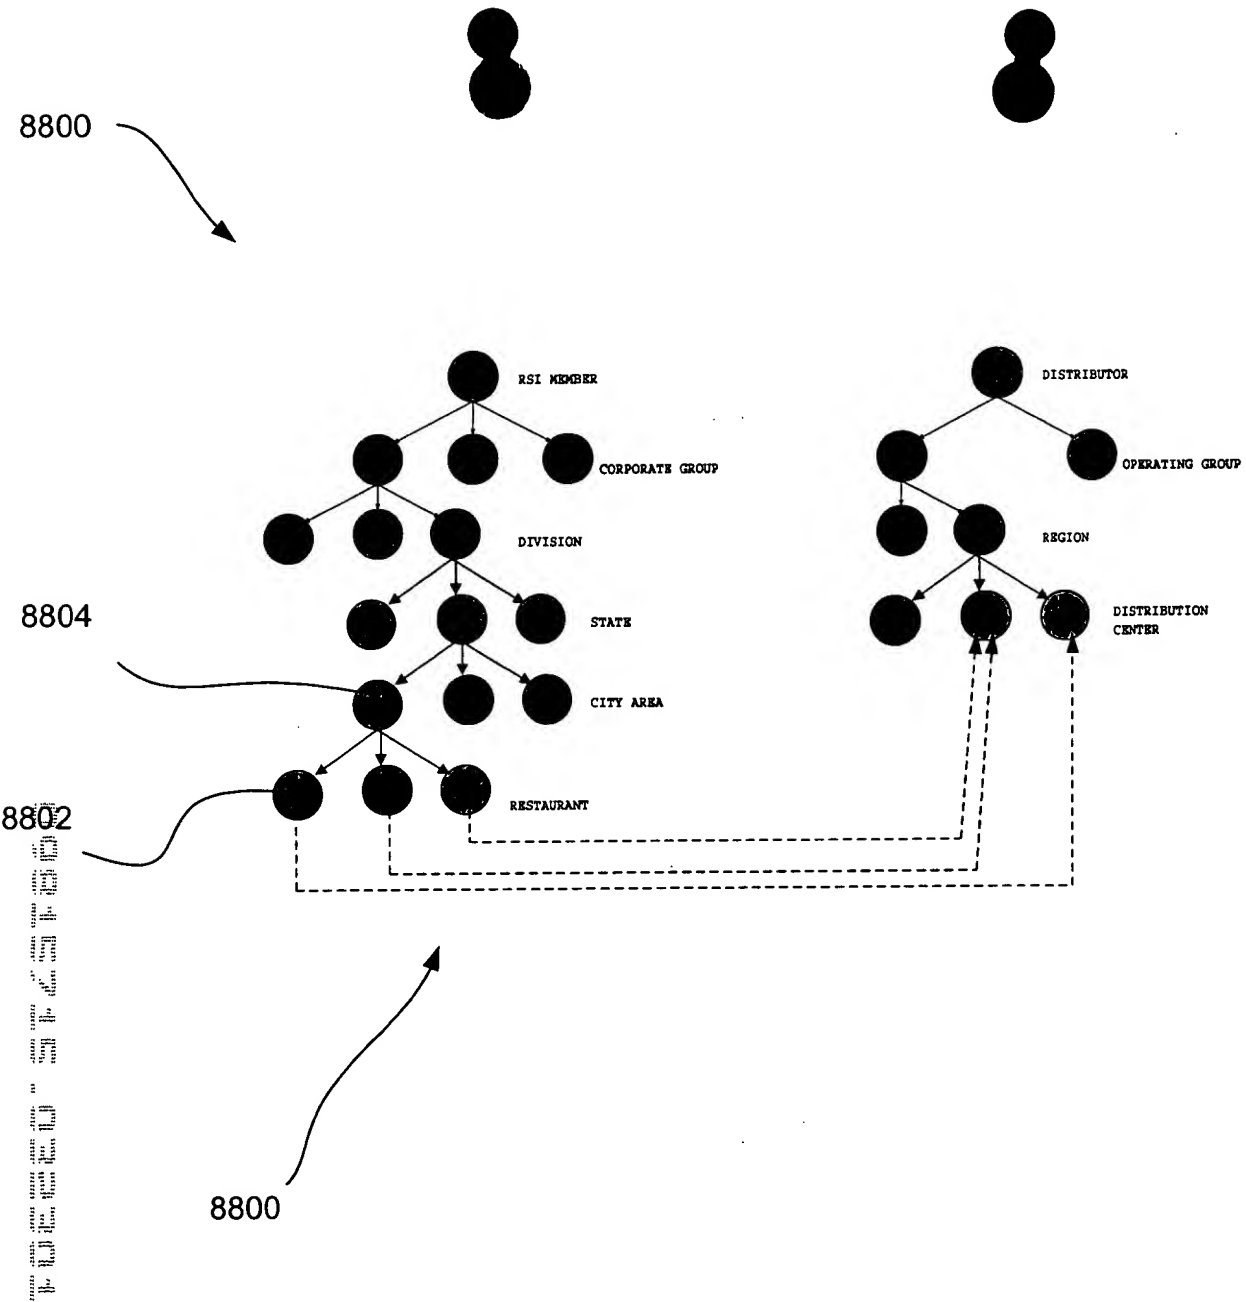 8800
RSI MEMBER
DISTRIBUTOR
CORPORATE GROUP
OPERATING GROUP
DIVISION
REGION
8804
STATE
DISTRIBUTION
CENTER
CITY AREA
8802
RESTAURANT
8800